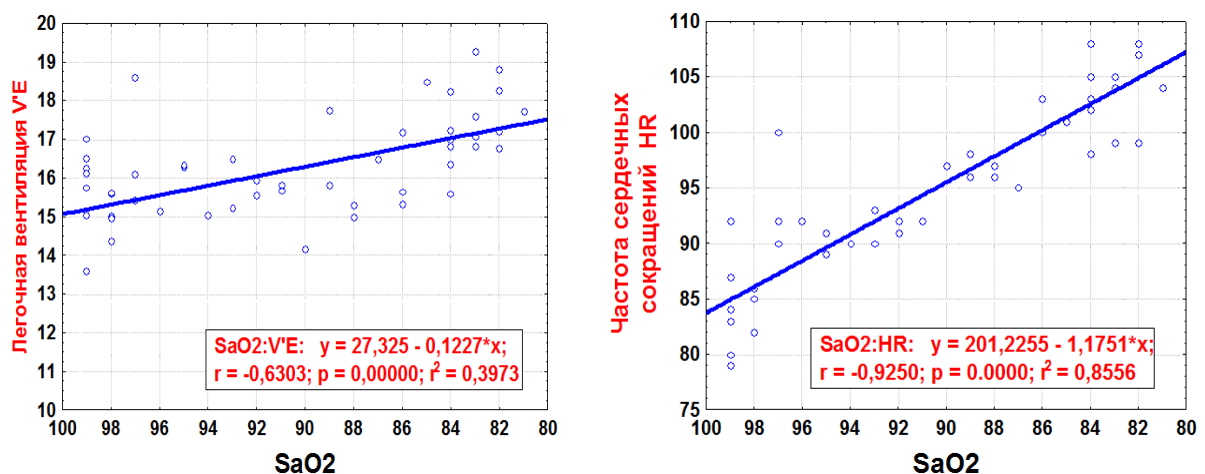 Легочная вентиляция V'E
20
19
18
17
16
15
14
13
12
11
10
SaO2:V'E: y = 27,325 - 0,1227*x;
r = -0,6303; p = 0,00000; r² = 0,3973
100 98 96 94 92 90 88 86 84 82 80
SaO2
Частота сердечных
сокращений HR
110
105
100
95
90
85
80
75
SaO2:HR: y = 201,2255 - 1,1751*x;
r = -0,9250; p = 0.0000; r² = 0,8556
100 98 96 94 92 90 88 86 84 82 80
SaO2